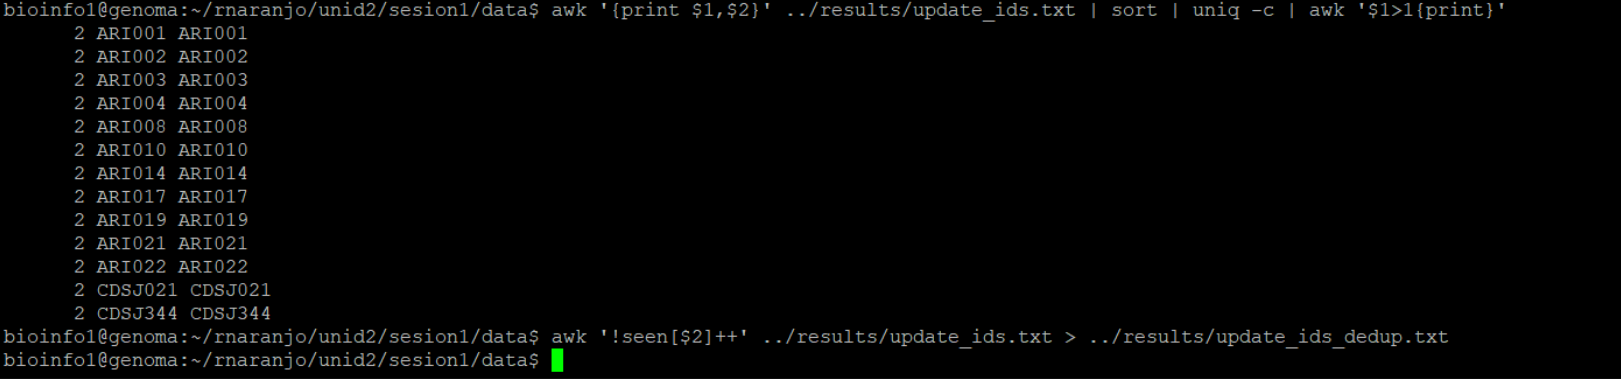 bioinfo1@genoma:~/rnaranjo/unid2/sesion1/data$ awk '{print $1,$2}' ../results/update_ids.txt | sort | uniq -c | awk '$1>1{print}'
2 ARI001 ARI001
2 ARI002 ARI002
2 ARI003 ARI003
2 ARI004 ARI004
2 ARI008 ARI008
2 ARI010 ARI010
2 ARI014 ARI014
2 ARI017 ARI017
2 ARI019 ARI019
2 ARI021 ARI021
2 ARI022 ARI022
2 CDSJ021 CDSJ021
2 CDSJ344 CDSJ344
bioinfo1@genoma:~/rnaranjo/unid2/sesion1/data$ awk '!seen[$2]++' ../results/update_ids.txt > ../results/update_ids_dedup.txt
bioinfo1@genoma:~/rnaranjo/unid2/sesion1/data$